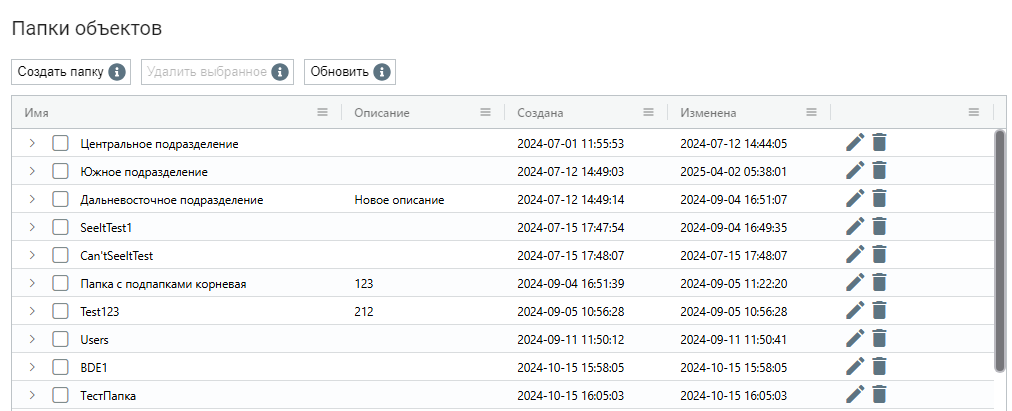 Папки объектов
Создать папку Удалить выбранное Обновить
Имя Описание Создана Изменена
Центральное подразделение 2024-07-01 11:55:53 2024-07-12 14:44:05
Южное подразделение 2024-07-12 14:49:03 2025-04-02 05:38:01
Дальневосточное подразделение Новое описание 2024-07-12 14:49:14 2024-09-04 16:51:07
SeeItTest1 2024-07-15 17:47:54 2024-09-04 16:49:35
Can'tSeeItTest 2024-07-15 17:48:07 2024-07-15 17:48:07
Папка с подпапками корневая 123 2024-09-04 16:51:39 2024-09-05 11:22:20
Test123 212 2024-09-05 10:56:28 2024-09-05 10:56:28
Users 2024-09-11 11:50:12 2024-09-11 11:50:41
BDE1 2024-10-15 15:58:05 2024-10-15 15:58:05
ТестПапка 2024-10-15 16:05:03 2024-10-15 16:05:03